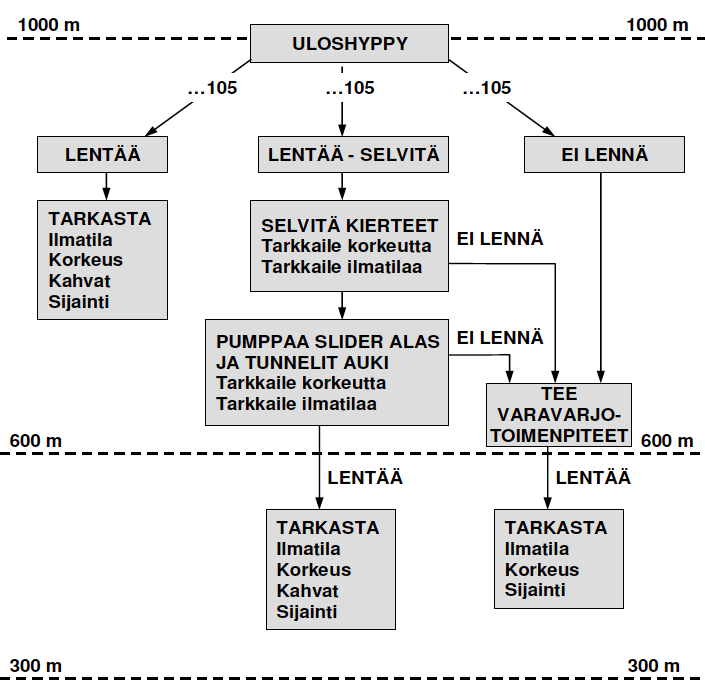 1000 m
1000 m
ULOSHYPPY
...105
...105
...105
LENTÄÄ
LENTÄÄ - SELVITÄ
EI LENNÄ
TARKASTA
Ilmatila
Korkeus
Kahvat
Sijainti
SELVITÄ KIERTEET
Tarkkaile korkeutta
Tarkkaile ilmatilaa
EI LENNÄ
PUMPPAA SLIDER ALAS
JA TUNNELIT AUKI
Tarkkaile korkeutta
Tarkkaile ilmatilaa
EI LENNÄ
TEE
VARAVARJO-
TOIMENPITEET
600 m
600 m
LENTÄÄ
LENTÄÄ
TARKASTA
Ilmatila
Korkeus
Kahvat
Sijainti
TARKASTA
Ilmatila
Korkeus
Sijainti
300 m
300 m